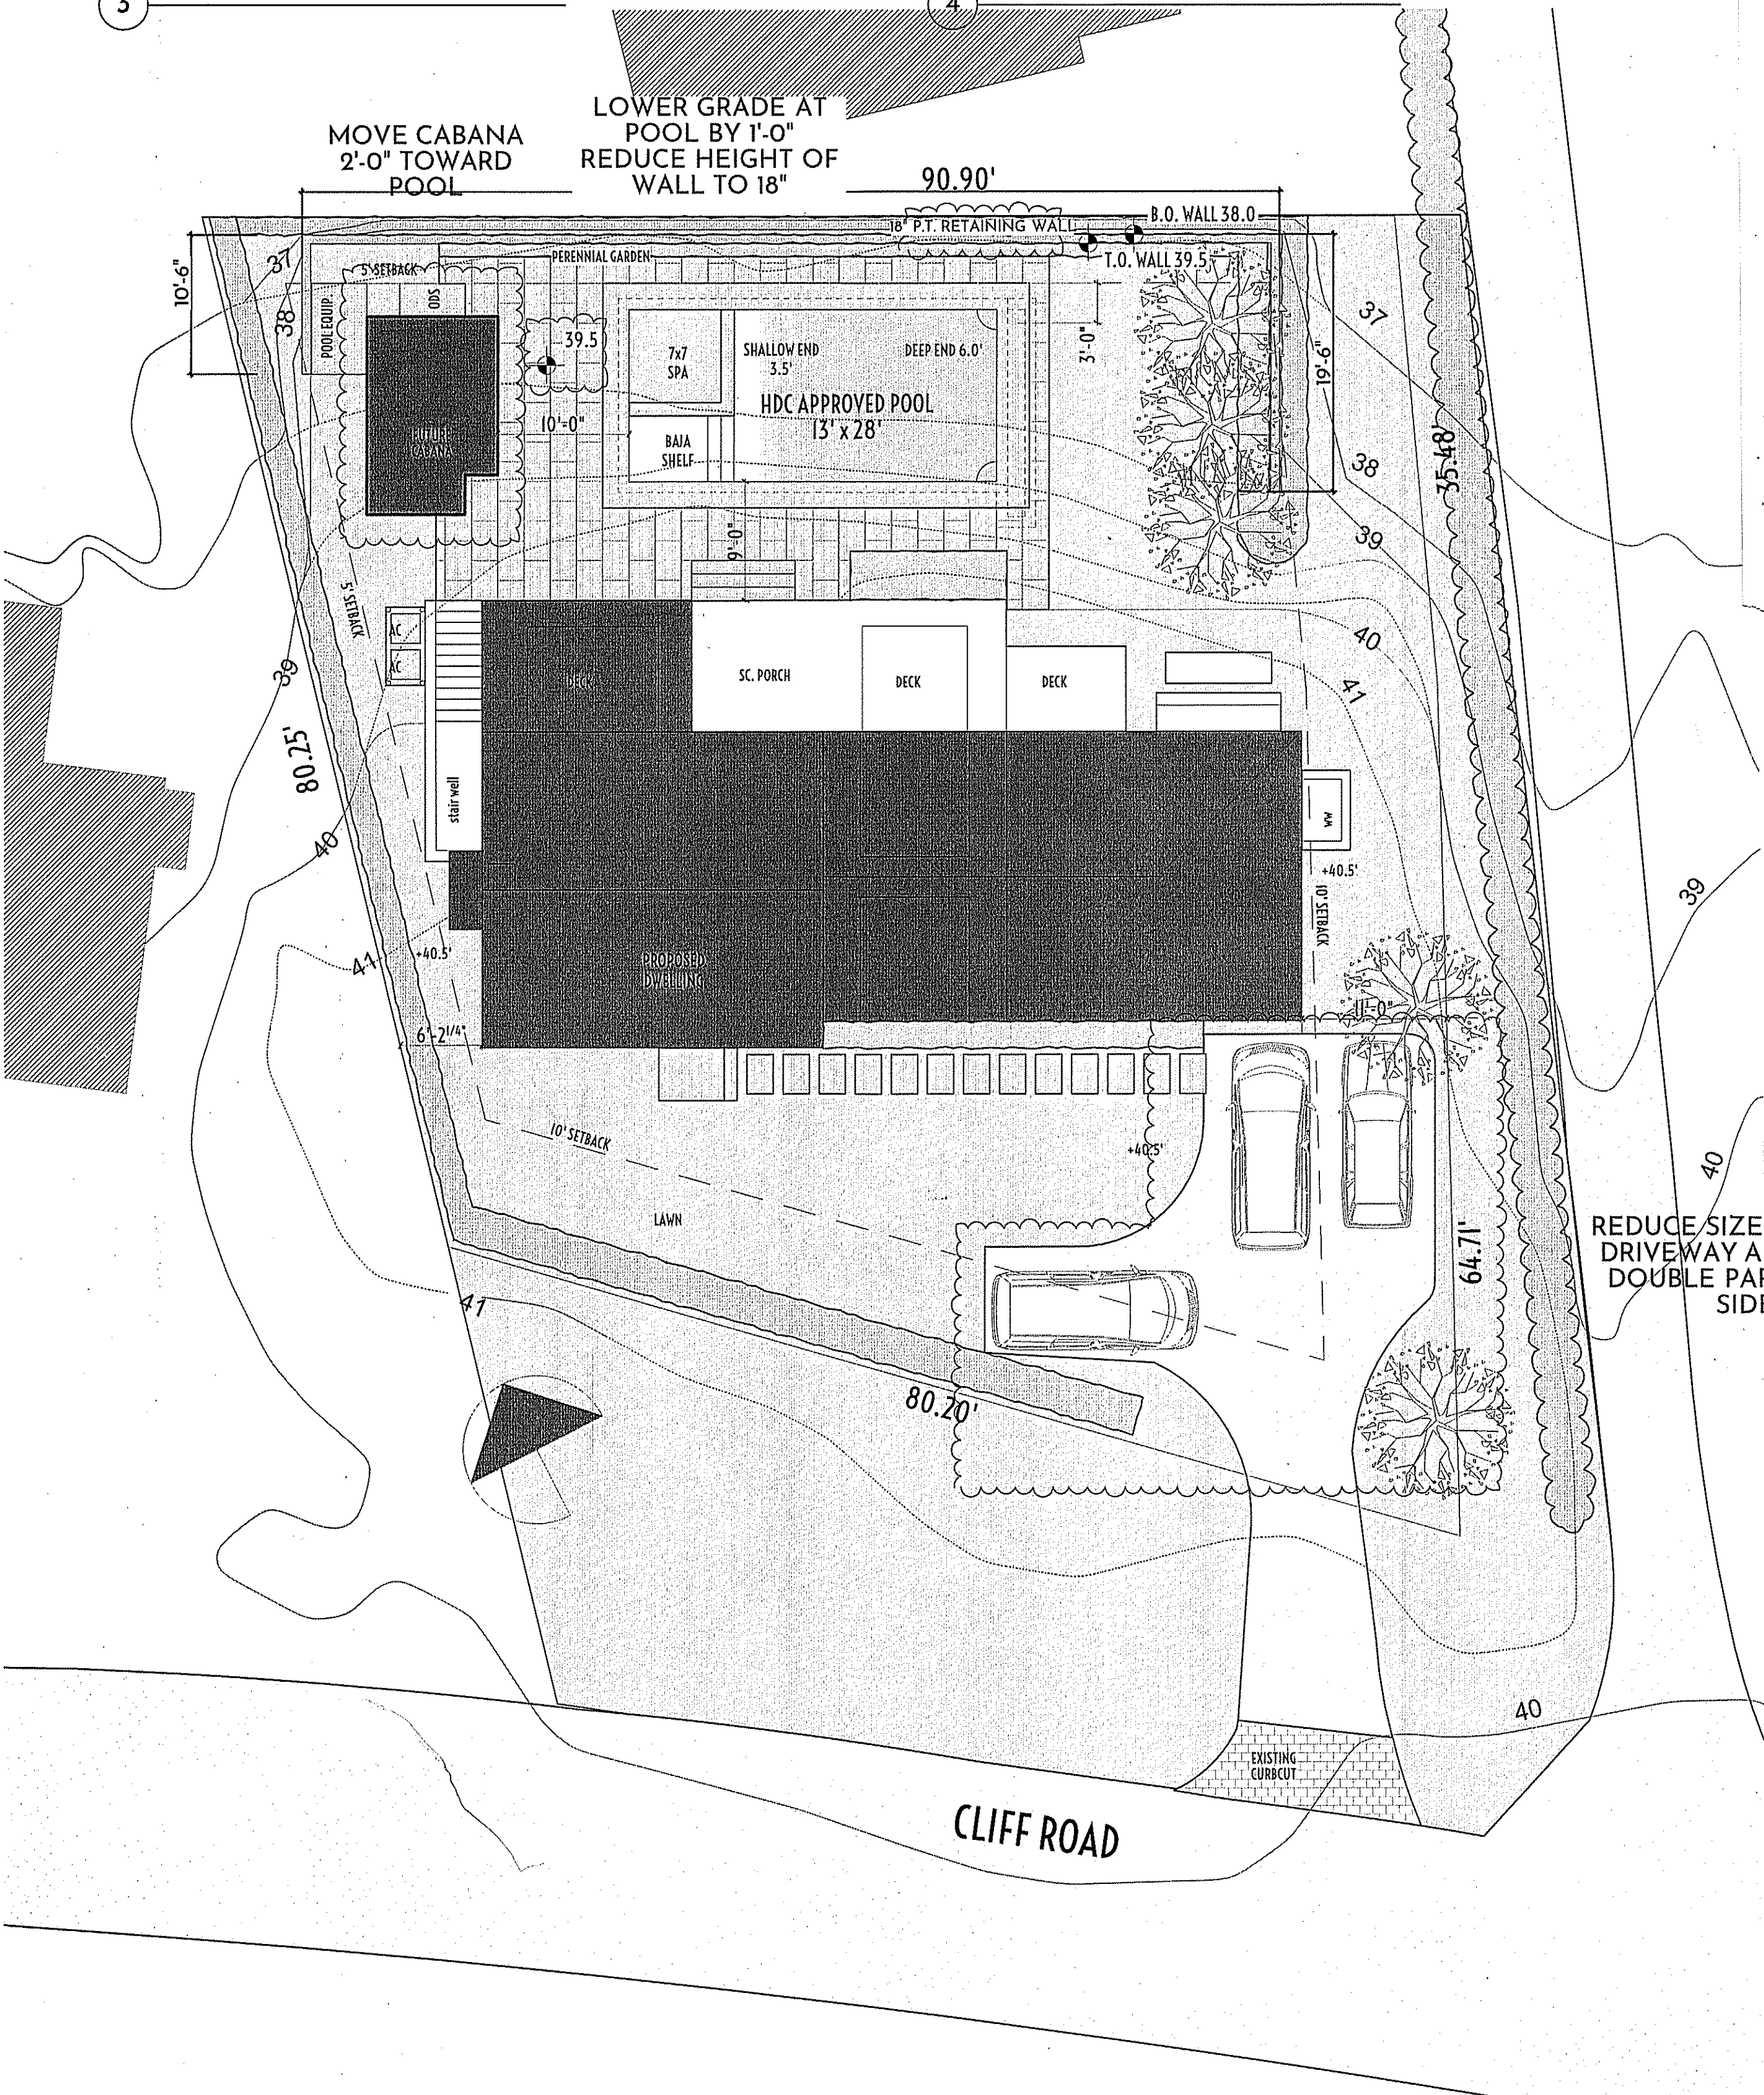 3
4
MOVE CABANA
2'-0" TOWARD
POOL
LOWER GRADE AT
POOL BY 1'-0"
REDUCE HEIGHT OF
WALL TO 18"
90.90'
18" P.T. RETAINING WALL
B.O. WALL 38.0
T.O. WALL 39.5
PERENNIAL GARDEN
10'-6"
37
38
5' SETBACK
POOL EQUIP.
ODS
39.5
10'-0"
FUTURE
CABANA
7x7
SPA
BAJA
SHELF
SHALLOW END
3.5'
DEEP END 6.0'
HDC APPROVED POOL
13' x 28'
3'-0"
19'-6"
37
38
39
40
41
35.48'
9'-0"
5' SETBACK
AC
AC
39
80.25'
40
41
DECK
SC. PORCH
DECK
DECK
stair well
WW
+40.5'
10' SETBACK
39
+40.5'
PROPOSED
DWELLING
6'-2 1/4"
11'-0"
10' SETBACK
+40.5'
LAWN
40
64.71'
REDUCE SIZE
DRIVEWAY A
DOUBLE PAR
SIDE
41
80.20'
40
EXISTING
CURBCUT
CLIFF ROAD